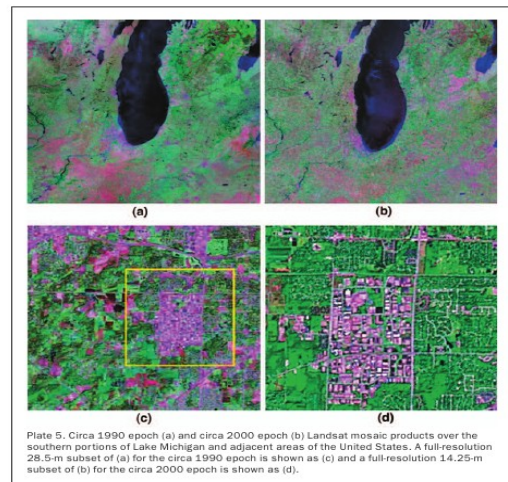 (a)
(b)
(c)
(d)
Plate 5. Circa 1990 epoch (a) and circa 2000 epoch (b) Landsat mosaic products over the
southern portions of Lake Michigan and adjacent areas of the United States. A full-resolution
28.5-m subset of (a) for the circa 1990 epoch is shown as (c) and a full-resolution 14.25-m
subset of (b) for the circa 2000 epoch is shown as (d).